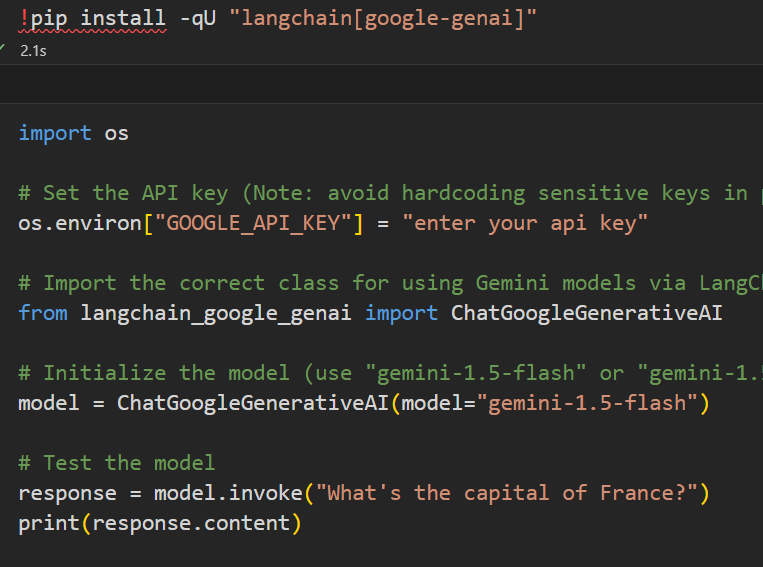 !pip install -qU "langchain[google-genai]"
2.1s
import os
# Set the API key (Note: avoid hardcoding sensitive keys in
os.environ["GOOGLE_API_KEY"] = "enter your api key"
# Import the correct class for using Gemini models via LangC
from langchain_google_genai import ChatGoogleGenerativeAI
# Initialize the model (use "gemini-1.5-flash" or "gemini-1.5
model = ChatGoogleGenerativeAI(model="gemini-1.5-flash")
# Test the model
response = model.invoke("What's the capital of France?")
print(response.content)